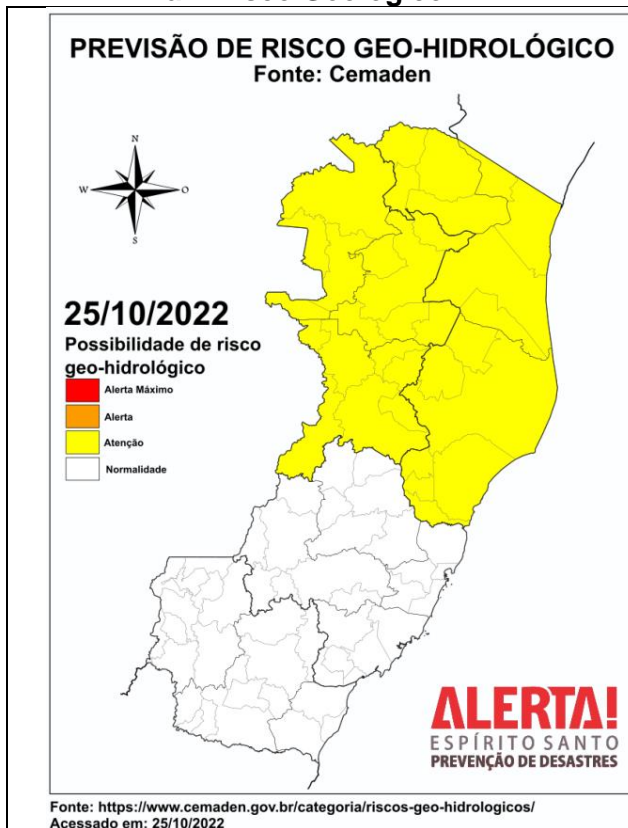 PREVISÃO DE RISCO GEO-HIDROLÓGICO
Fonte: Cemaden
N
W
O
S
25/10/2022
Possibilidade de risco
geo-hidrológico
Alerta Máximo
Alerta
Atenção
Normalidade
ALERTA!
ESPÍRITO SANTO
PREVENÇÃO DE DESASTRES
Fonte: https://www.cemaden.gov.br/categoria/riscos-geo-hidrologicos/
Acessado em: 25/10/2022